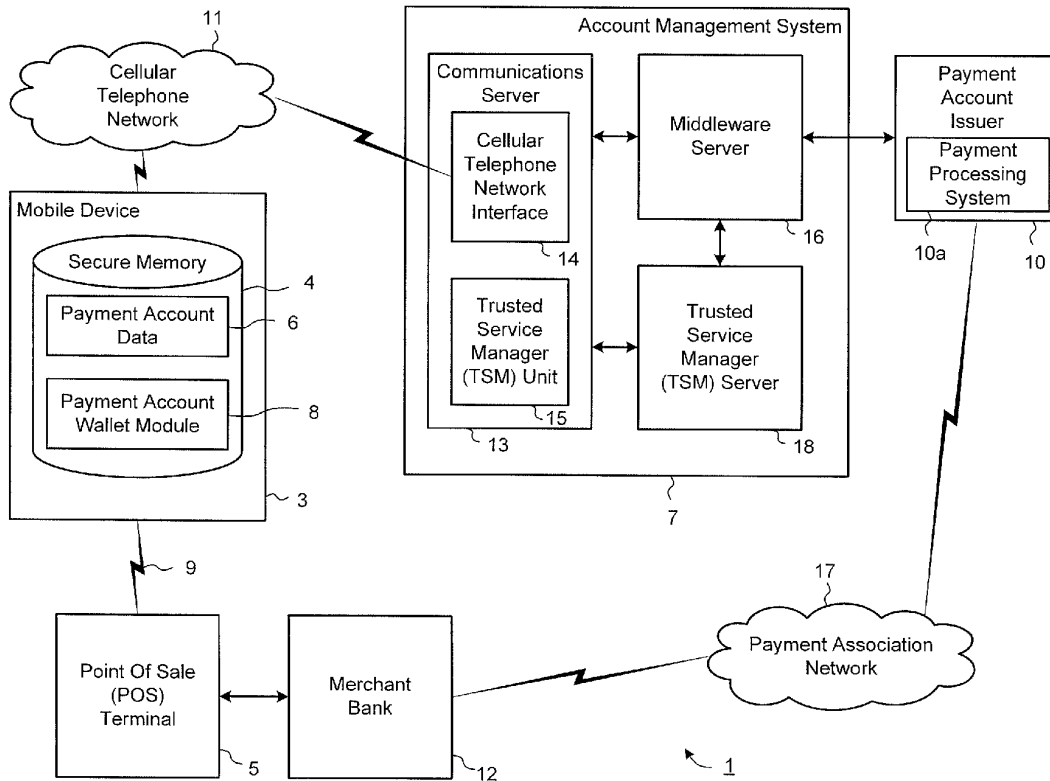 11
Cellular
Telephone
Network
Account Management System
Communications
Server
Cellular
Telephone
Network
Interface
14
Middleware
Server
16
Payment
Account
Issuer
Payment
Processing
System
10a
10
Mobile Device
Secure Memory
4
Payment Account
Data
6
Payment Account
Wallet Module
8
3
Trusted
Service
Manager
(TSM) Unit
15
13
Trusted
Service
Manager
(TSM) Server
18
7
9
17
Payment Association
Network
Point Of Sale
(POS)
Terminal
5
Merchant
Bank
12
1